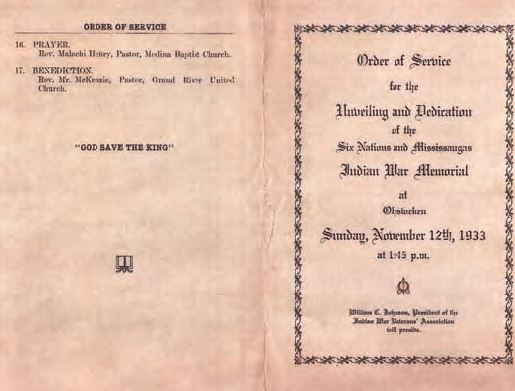 ORDER OF SERVICE
16. PRAYER.
Rev. Malachi Henry, Pastor, Medina Baptist Church.
17. BENEDICTION.
Rev. Mr. McKenzie, Pastor, Grand River United
Church.
"GOD SAVE THE KING"
Order of Service
for the
Unveiling and Dedication
of the
Six Nations and Mississaugas
Indian War Memorial
at
Ohsweken
Sunday, November 12th, 1933
at 1:45 p.m.
William C. Johnson, President of the
Indian War Veterans' Association
will preside.